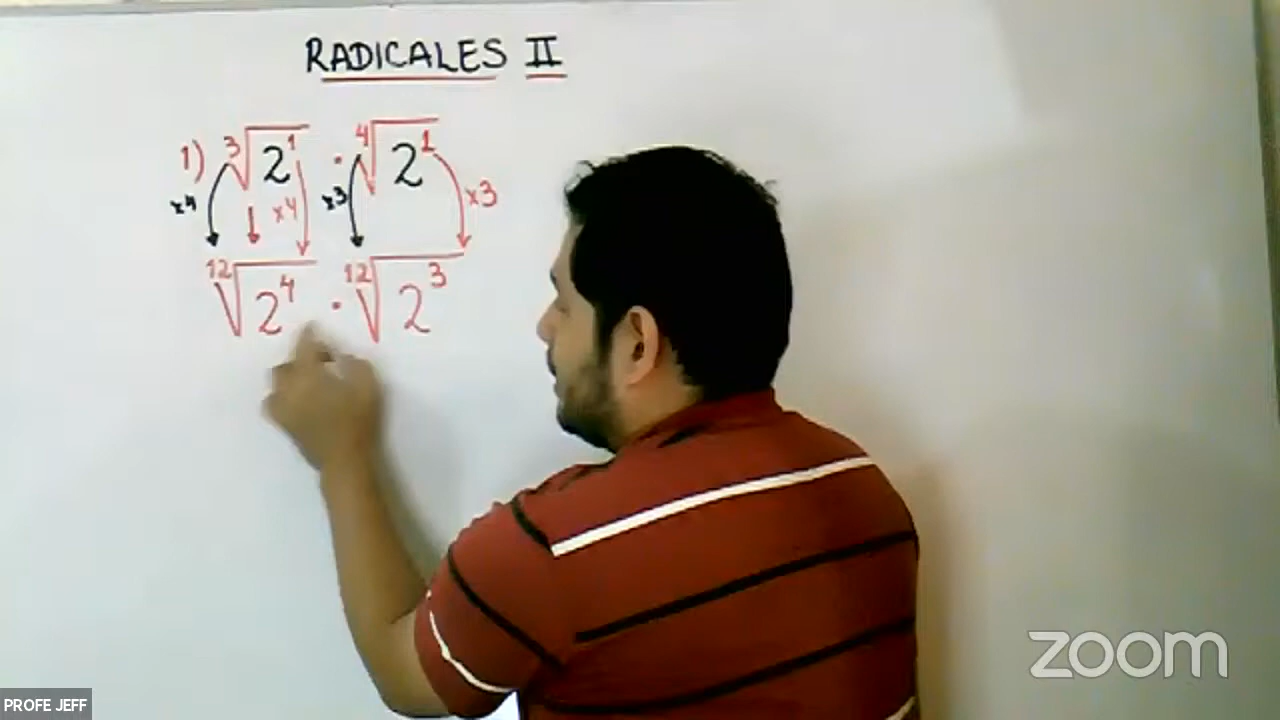 RADICALES II
1) ³√2¹ · ⁴√2¹
x4 x4 x3 x3
¹²√2⁴ · ¹²√2³
zoom
PROFE JEFF